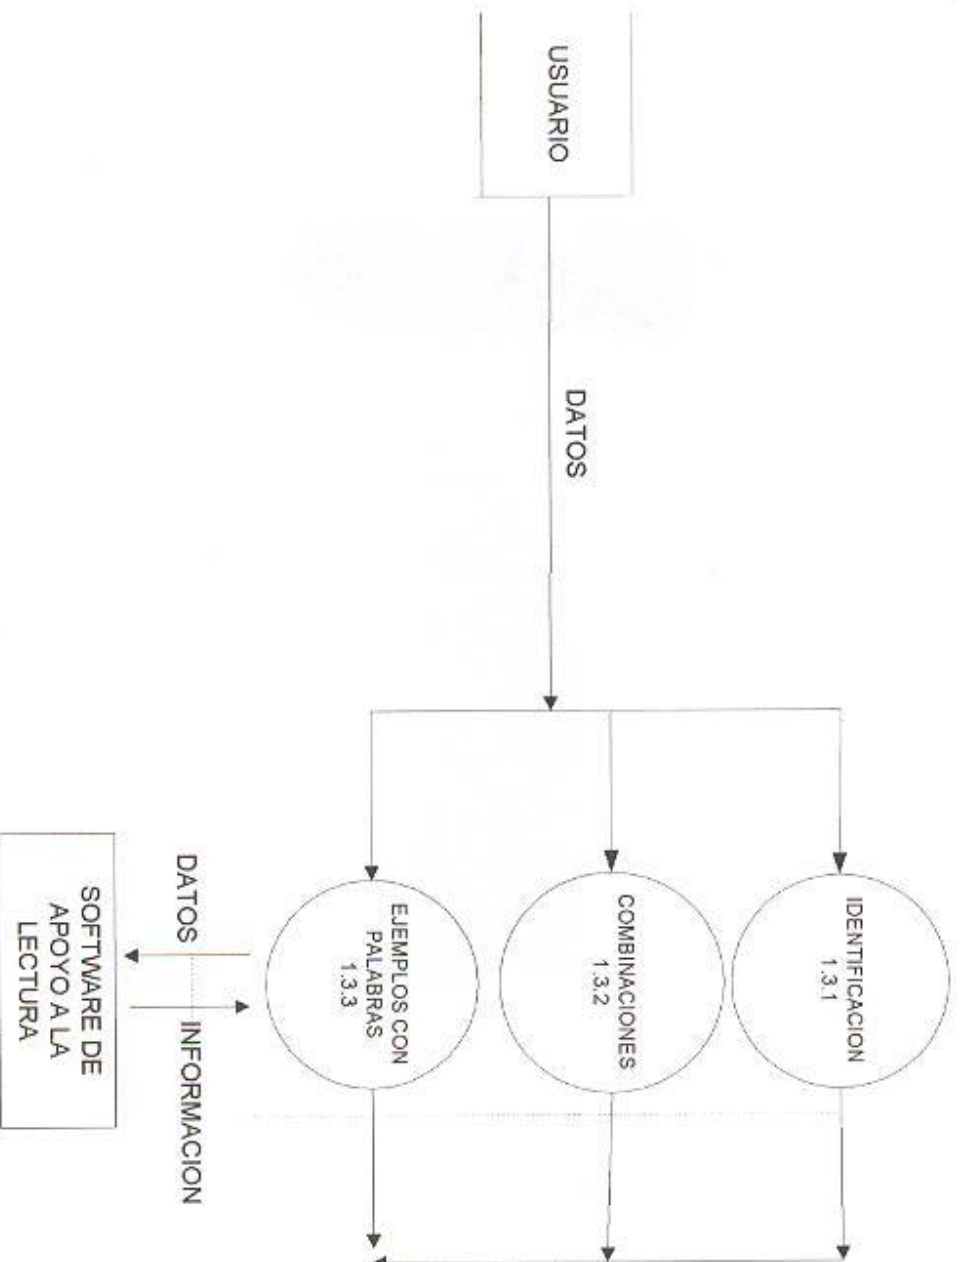 USUARIO
DATOS
IDENTIFICACION
1.3.1
COMBINACIONES
1.3.2
EJEMPLOS CON
PALABRAS
1.3.3
DATOS
INFORMACION
SOFTWARE DE
APOYO A LA
LECTURA